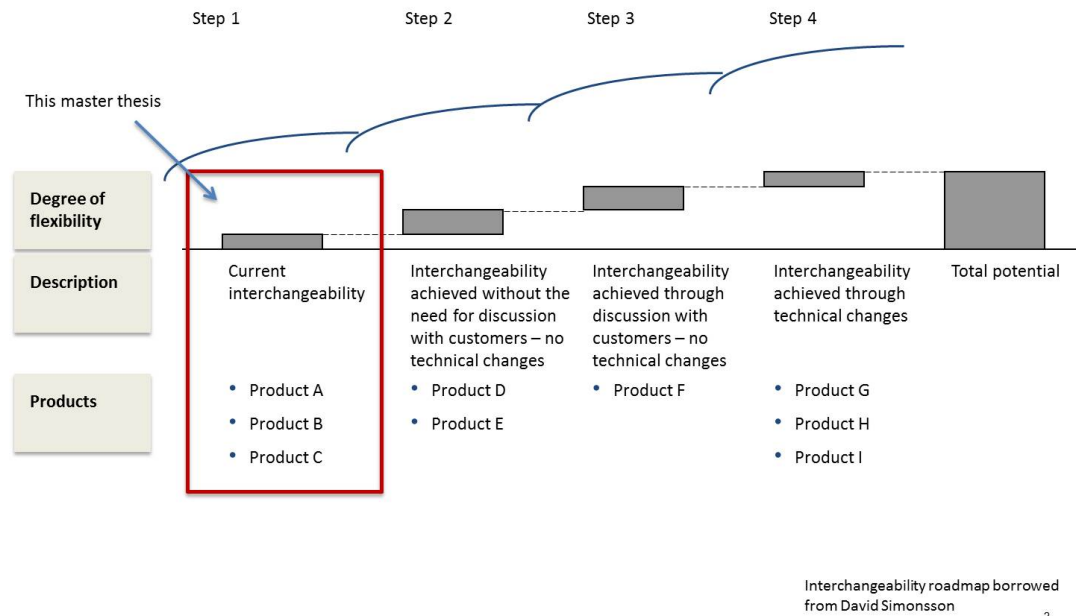 Step 1
Step 2
Step 3
Step 4
This master thesis
Degree of
flexibility
Description
Current
interchangeability
Interchangeability
achieved without the
need for discussion
with customers – no
technical changes
Interchangeability
achieved through
discussion with
customers – no
technical changes
Interchangeability
achieved through
technical changes
Total potential
Products
• Product A
• Product B
• Product C
• Product D
• Product E
• Product F
• Product G
• Product H
• Product I
Interchangeability roadmap borrowed
from David Simonsson